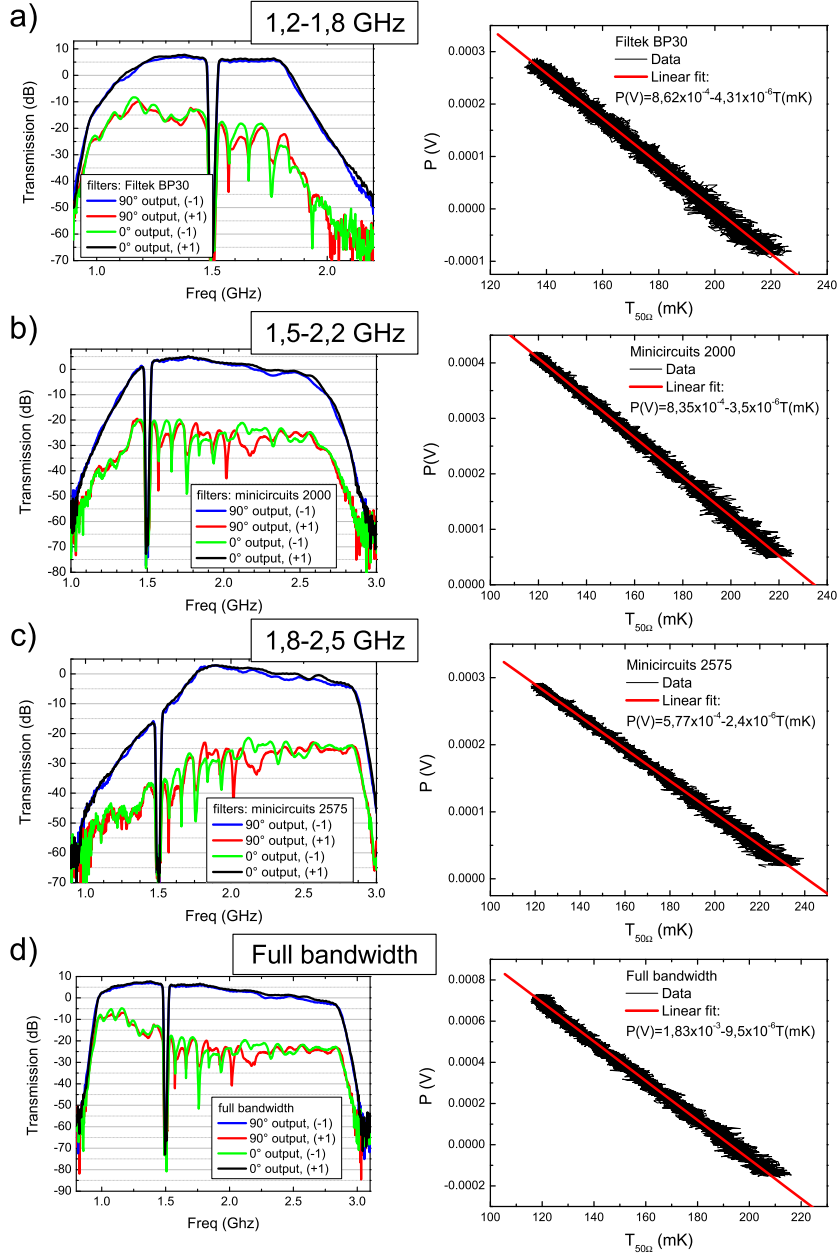 a)
1,2-1,8 GHz
10
0
-10
-20
-30
-40
-50
-60
-70
Transmission (dB)
filters: Filtek BP30
90° output, (-1)
90° output, (+1)
0° output, (-1)
0° output, (+1)
1.0
1.5
2.0
Freq (GHz)
0.0003
0.0002
0.0001
0.0000
-0.0001
P (V)
Filtek BP30
Data
Linear fit:
P(V)=8,62x10⁻⁴-4,31x10⁻⁶T(mK)
120
140
160
180
200
220
240
T₅₀Ω (mK)
b)
1,5-2,2 GHz
0
-10
-20
-30
-40
-50
-60
-70
-80
Transmission (dB)
filters: minicircuits 2000
90° output, (-1)
90° output, (+1)
0° output, (-1)
0° output, (+1)
1.0
1.5
2.0
2.5
3.0
Freq (GHz)
0.0004
0.0003
0.0002
0.0001
0.0000
P(V)
Minicircuits 2000
Data
Linear fit:
P(V)=8,35x10⁻⁴-3,5x10⁻⁶T(mK)
100
120
140
160
180
200
220
240
T₅₀Ω (mK)
c)
1,8-2,5 GHz
0
-10
-20
-30
-40
-50
-60
-70
Transmission (dB)
filters: minicircuits 2575
90° output, (-1)
90° output, (+1)
0° output, (-1)
0° output, (+1)
1.0
1.5
2.0
2.5
3.0
Freq (GHz)
0.0003
0.0002
0.0001
0.0000
P (V)
Minicircuits 2575
Data
Linear fit:
P(V)=5,77x10⁻⁴-2,4x10⁻⁶T(mK)
100
120
140
160
180
200
220
240
T₅₀Ω (mK)
d)
Full bandwidth
10
0
-10
-20
-30
-40
-50
-60
-70
-80
-90
Transmission (dB)
full bandwidth
90° output, (-1)
90° output, (+1)
0° output, (-1)
0° output, (+1)
1.0
1.5
2.0
2.5
3.0
Freq (Ghz)
0.0008
0.0006
0.0004
0.0002
0.0000
-0.0002
P (V)
Full bandwidth
Data
Linear fit:
P(V)=1,83x10⁻³-9,5x10⁻⁶T(mK)
100
120
140
160
180
200
220
T₅₀Ω (mK)